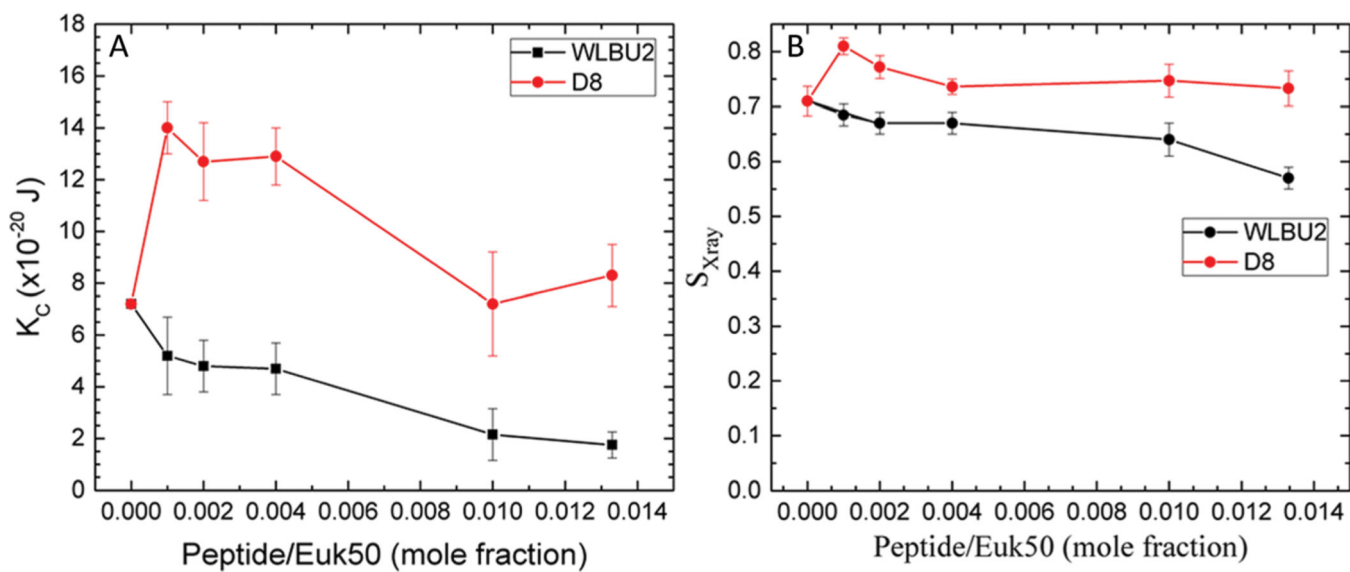 A
WLBU2
D8
18
16
14
12
10
8
6
4
2
0
K_C (x10^-20 J)
0.000 0.002 0.004 0.006 0.008 0.010 0.012 0.014
Peptide/Euk50 (mole fraction)
B
WLBU2
D8
0.8
0.7
0.6
0.5
0.4
0.3
0.2
0.1
0.0
S_Xray
0.000 0.002 0.004 0.006 0.008 0.010 0.012 0.014
Peptide/Euk50 (mole fraction)